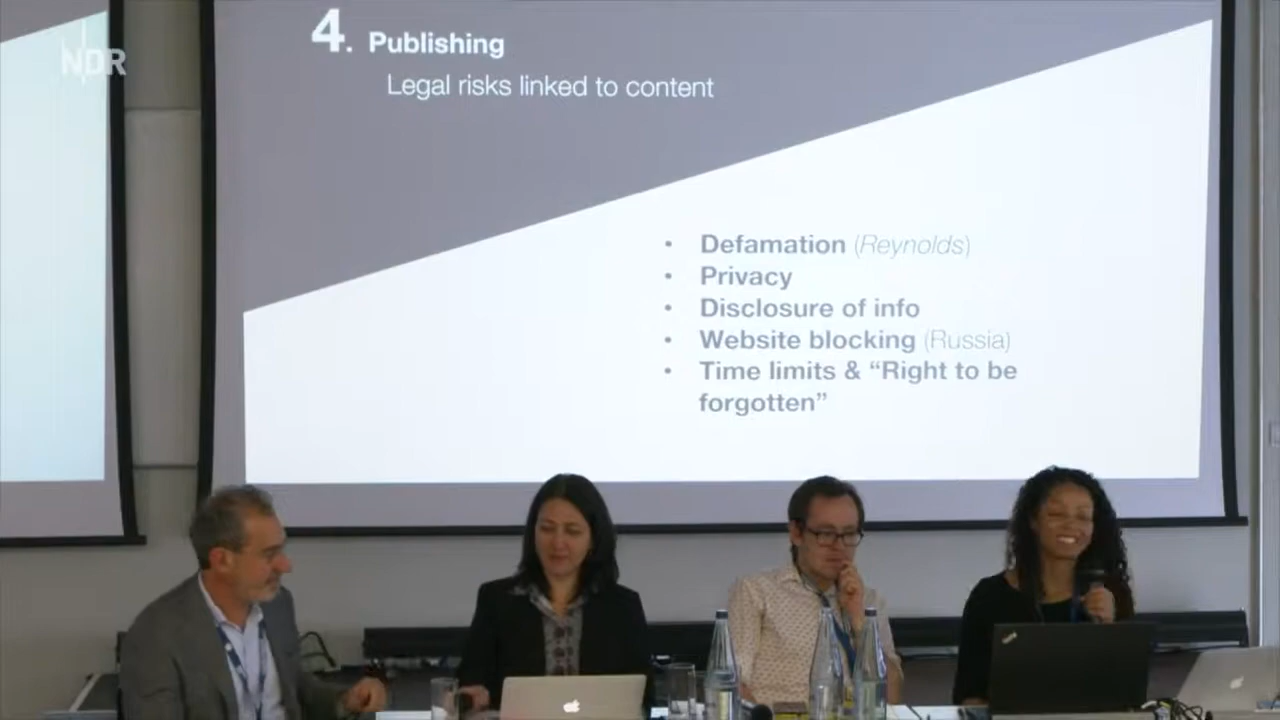 NDR
4. Publishing
Legal risks linked to content
• Defamation (Reynolds)
• Privacy
• Disclosure of info
• Website blocking (Russia)
• Time limits & “Right to be
forgotten”